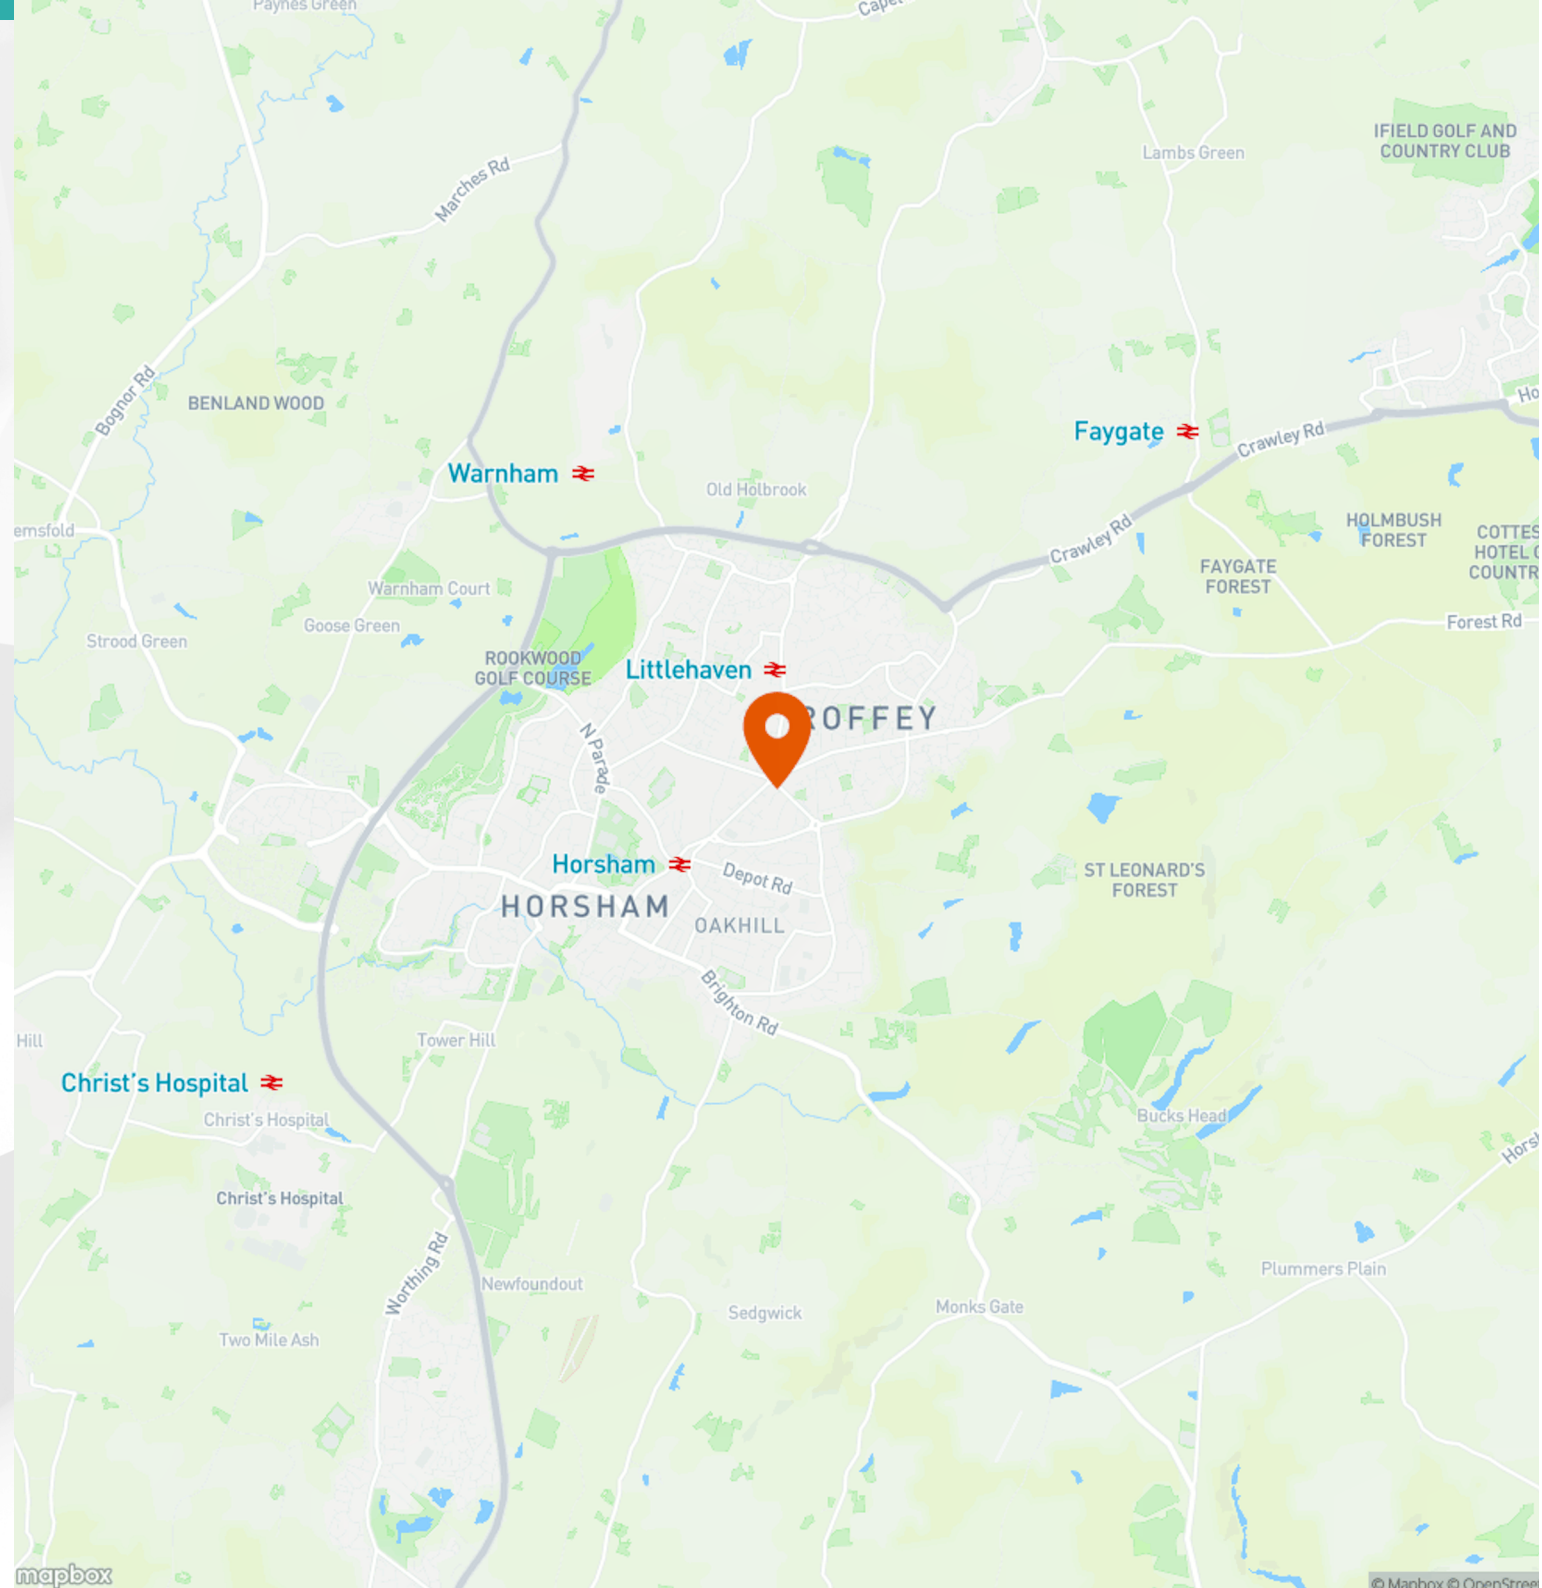 Paynes Green
Capel
IFIELD GOLF AND
COUNTRY CLUB
Lambs Green
Marches Rd
Bognor Rd
BENLAND WOOD
Faygate
Crawley Rd
Warnham
Old Holbrook
HOLMBUSH
FOREST
Crawley Rd
FAYGATE
FOREST
Warnham Court
Goose Green
Strood Green
Forest Rd
ROOKWOOD
GOLF COURSE
Littlehaven
ROFFEY
N Parade
Horsham
Depot Rd
ST LEONARD'S
FOREST
HORSHAM
OAKHILL
Brighton Rd
Hill
Tower Hill
Christ's Hospital
Christ's Hospital
Bucks Head
Christ's Hospital
Worthing Rd
Newfoundout
Plummers Plain
Sedgwick
Monks Gate
Two Mile Ash
mapbox
© Mapbox © OpenStreet